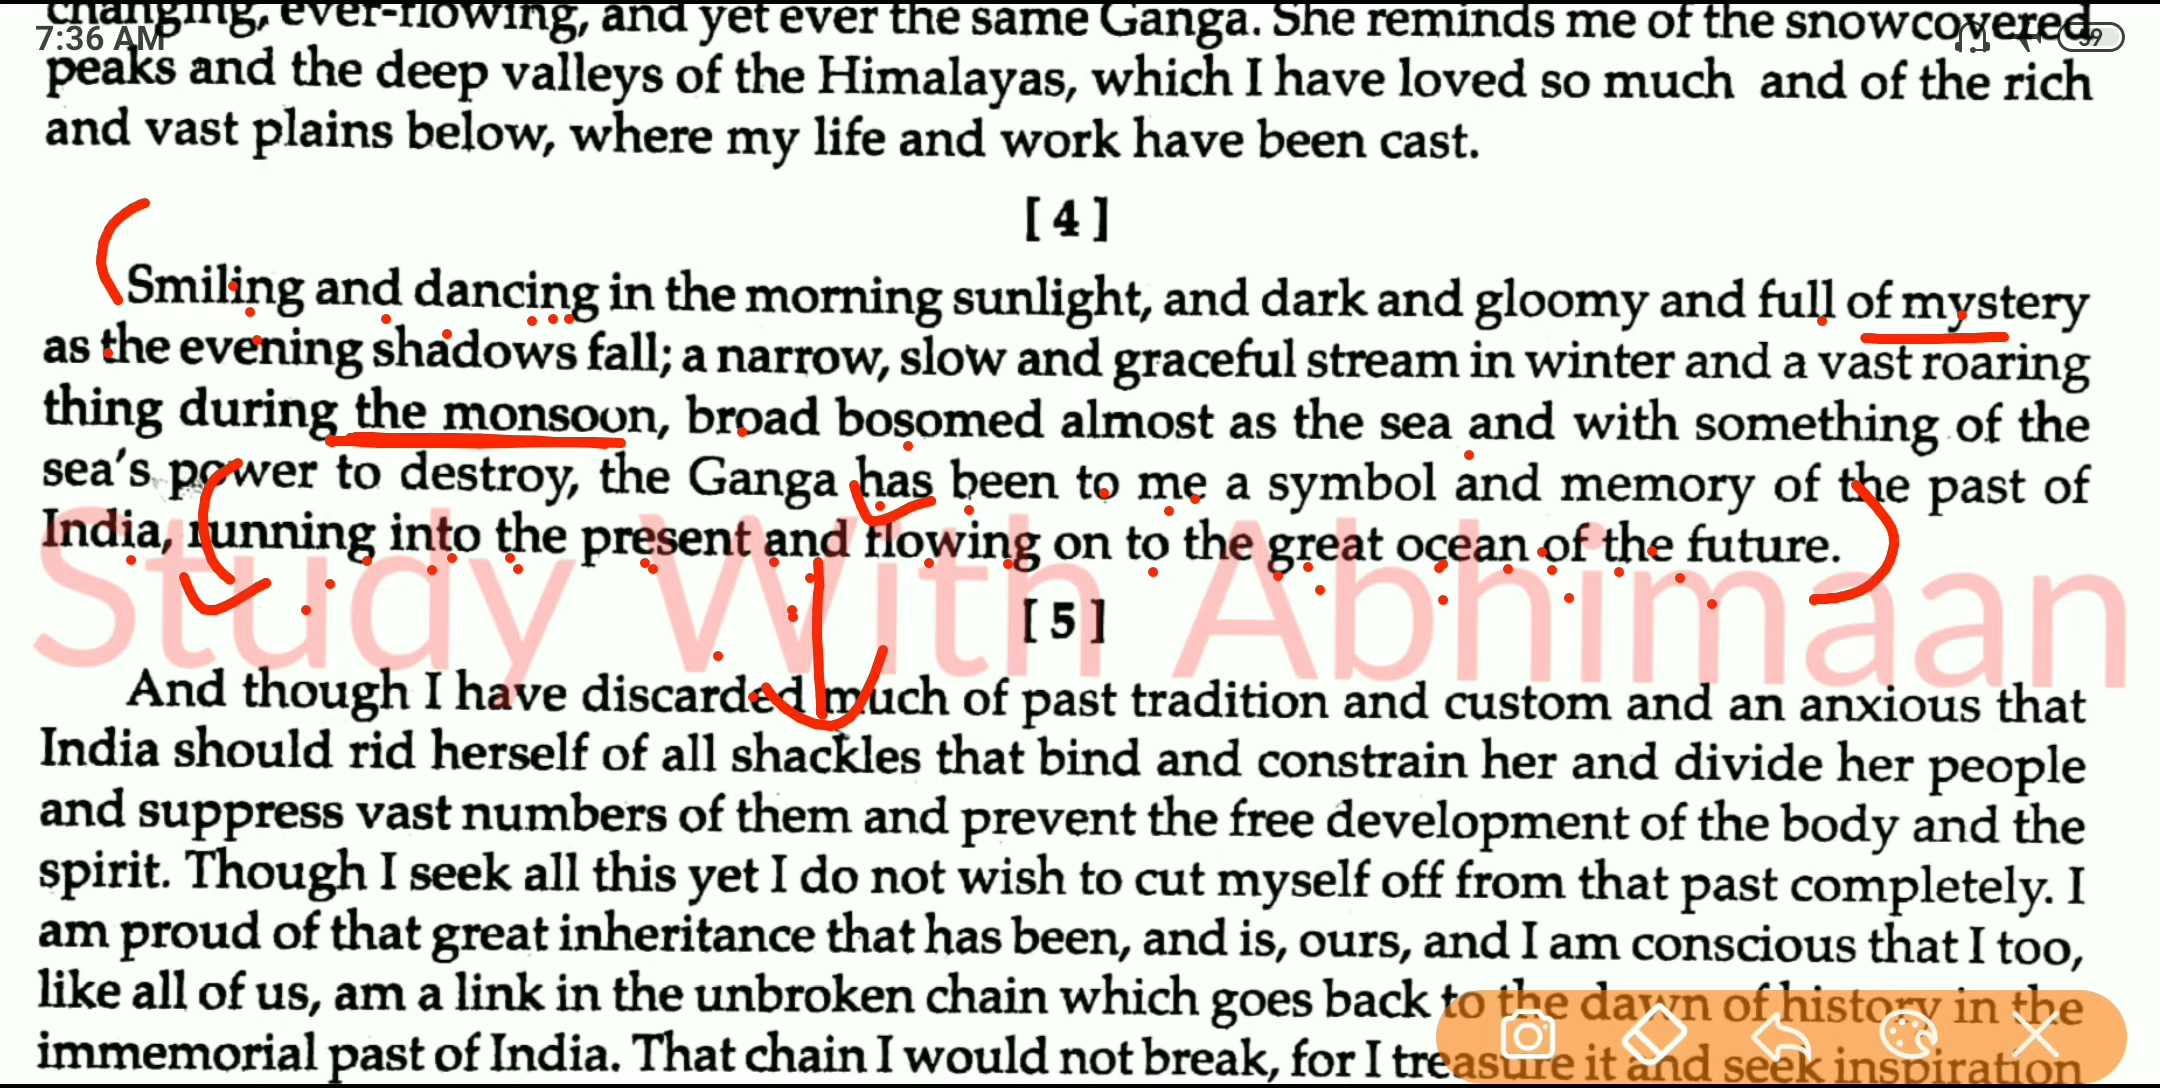 changing, ever-flowing, and yet ever the same Ganga. She reminds me of the snowcovered
7:36 AM
59
peaks and the deep valleys of the Himalayas, which I have loved so much and of the rich
and vast plains below, where my life and work have been cast.
[ 4 ]
Smiling and dancing in the morning sunlight, and dark and gloomy and full of mystery
as the evening shadows fall; a narrow, slow and graceful stream in winter and a vast roaring
thing during the monsoon, broad bosomed almost as the sea and with something of the
sea's power to destroy, the Ganga has been to me a symbol and memory of the past of
India, running into the present and flowing on to the great ocean of the future.
Study With Abhimaan
[ 5 ]
And though I have discarded much of past tradition and custom and an anxious that
India should rid herself of all shackles that bind and constrain her and divide her people
and suppress vast numbers of them and prevent the free development of the body and the
spirit. Though I seek all this yet I do not wish to cut myself off from that past completely. I
am proud of that great inheritance that has been, and is, ours, and I am conscious that I too,
like all of us, am a link in the unbroken chain which goes back to the dawn of history in the
immemorial past of India. That chain I would not break, for I treasure it and seek inspiration